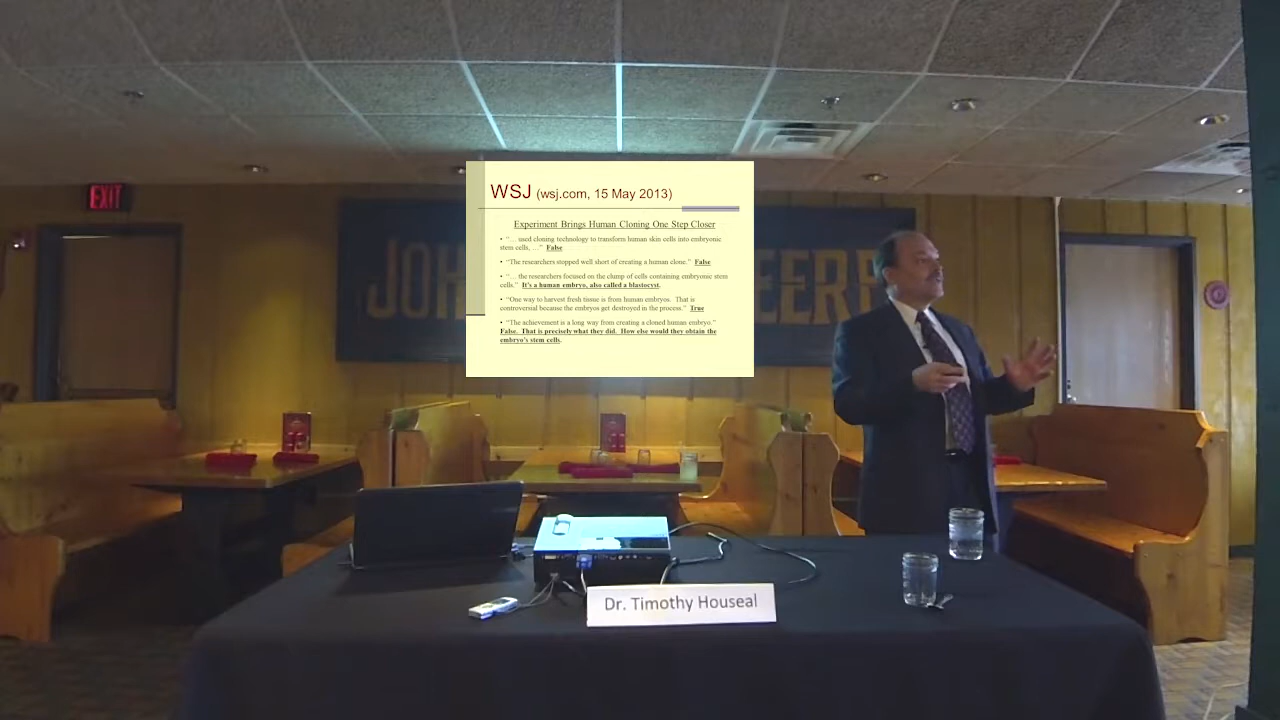 EXIT
WSJ (wsj.com, 15 May 2013)
Experiment Brings Human Cloning One Step Closer
• “… used cloning technology to transform human skin cells into embryonic
stem cells, …” False
• “The researchers stopped well short of creating a human clone.” False
• “… the researchers focused on the clump of cells containing embryonic stem
cells.” It's a human embryo, also called a blastocyst.
• “One way to harvest fresh tissue is from human embryos. That is
controversial because the embryos get destroyed in the process.” True
• “The achievement is a long way from creating a cloned human embryo.”
False. That is precisely what they did. How else would they obtain the
embryo's stem cells.
JOH EERE
Dr. Timothy Houseal